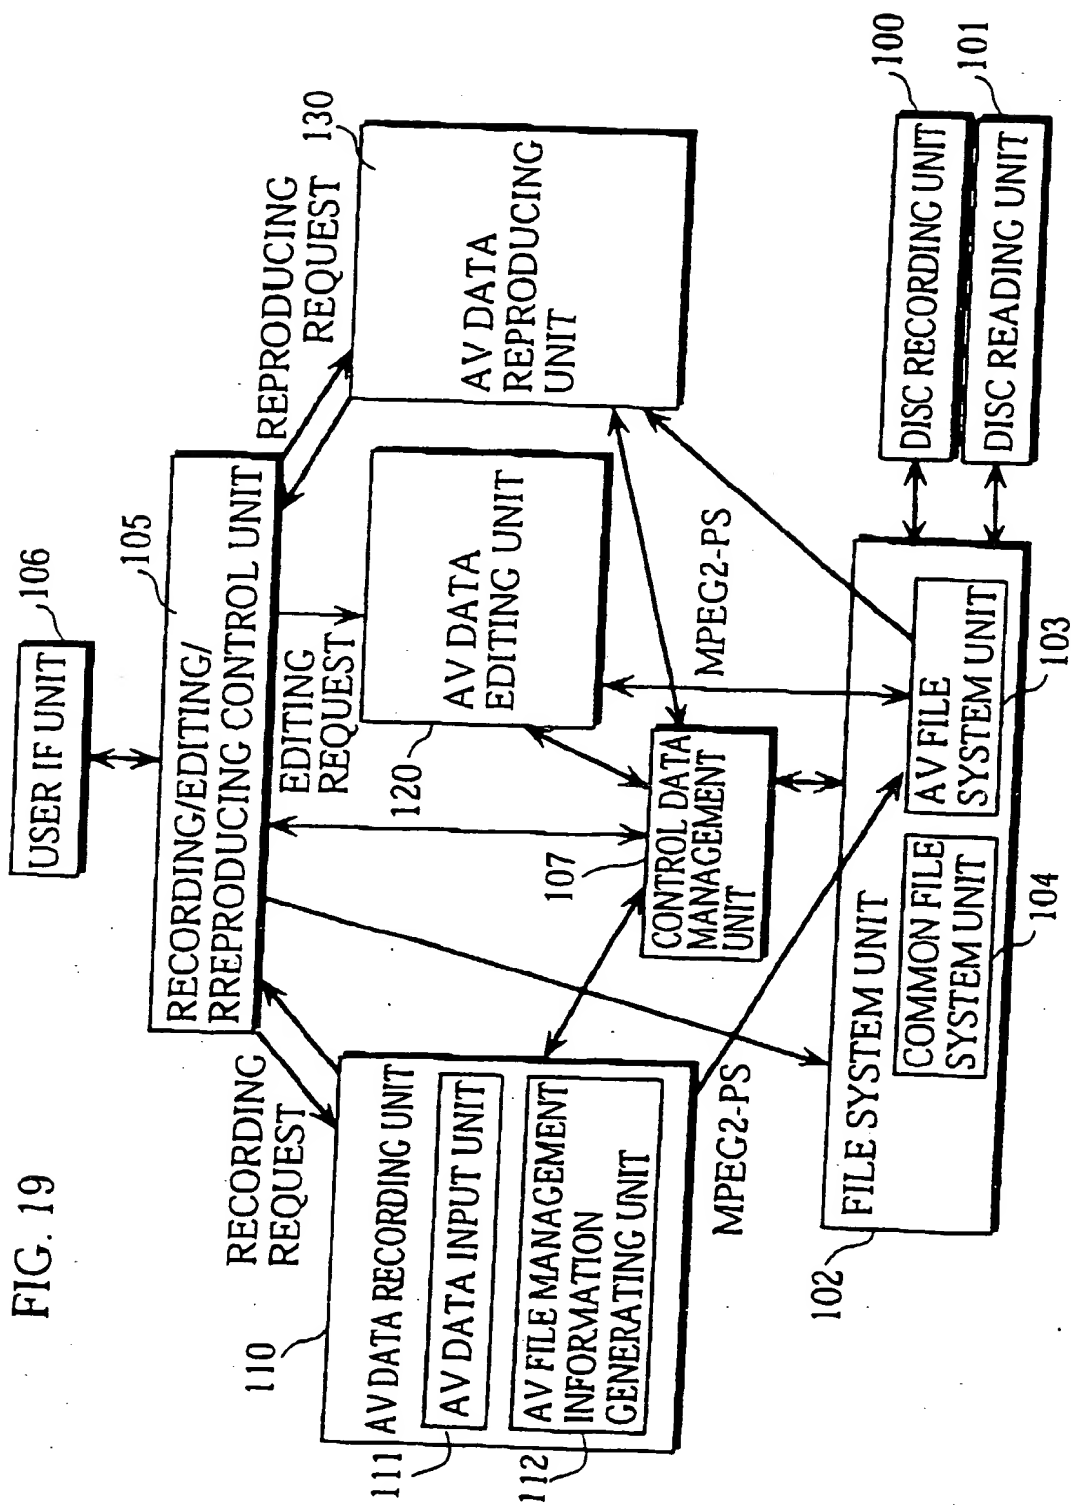 FIG. 19
USER IF UNIT
106
RECORDING/EDITING/
RREPRODUCING CONTROL UNIT
105
RECORDING
REQUEST
EDITING
REQUEST
REPRODUCING
REQUEST
110
AV DATA RECORDING UNIT
111
AV DATA INPUT UNIT
112
AV FILE MANAGEMENT
INFORMATION
GENERATING UNIT
120
AV DATA
EDITING UNIT
130
AV DATA
REPRODUCING
UNIT
107
CONTROL DATA
MANAGEMENT
UNIT
MPEG2-PS
MPEG2-PS
102
FILE SYSTEM UNIT
COMMON FILE
SYSTEM UNIT
104
AV FILE
SYSTEM UNIT
103
DISC RECORDING UNIT
100
DISC READING UNIT
101